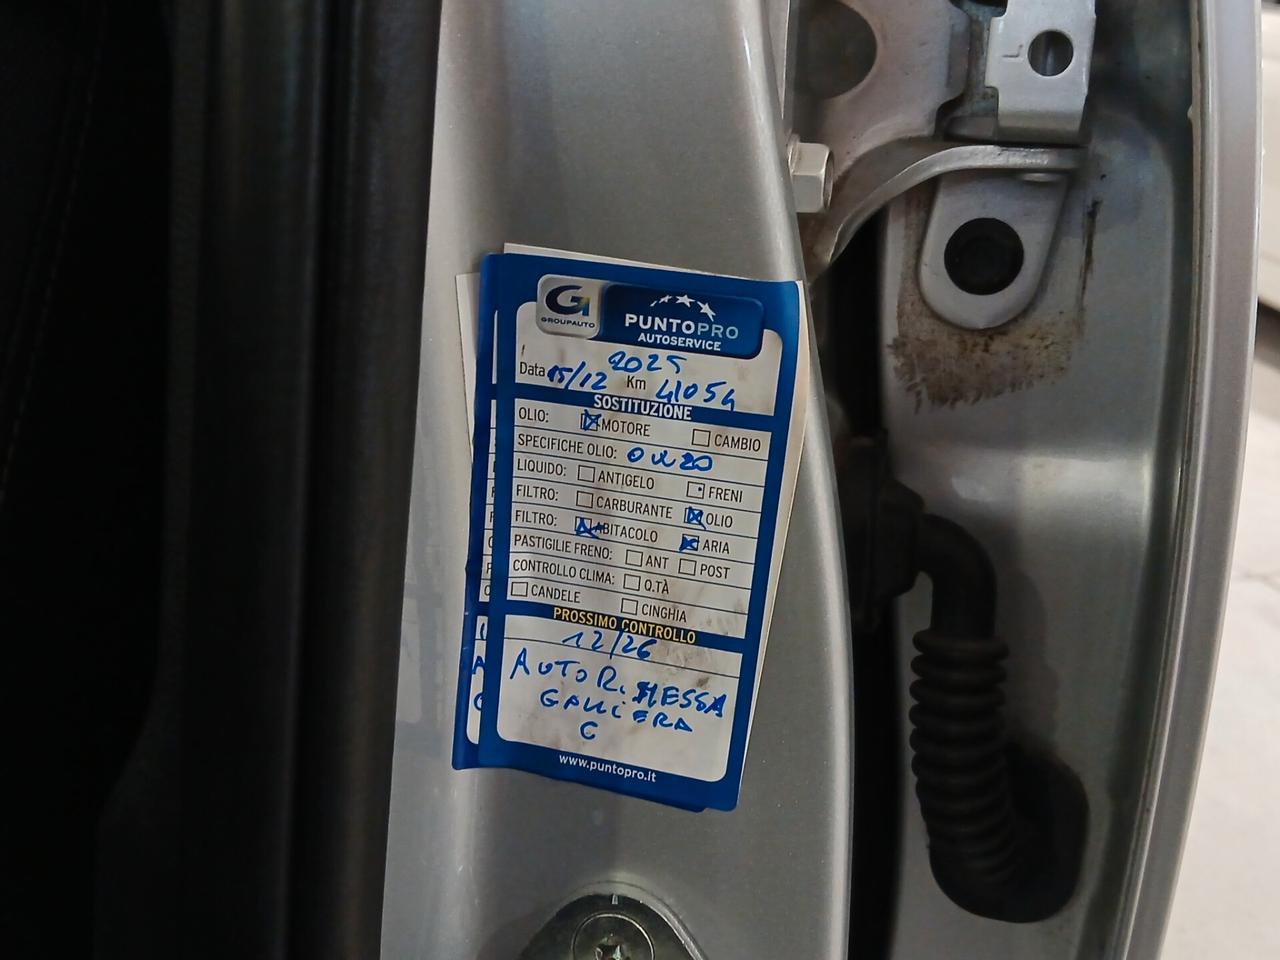 GROUPAUTO
PUNTOPRO
AUTOSERVICE
2025
Data 15/12 Km 41054
SOSTITUZIONE
OLIO: MOTORE CAMBIO
SPECIFICHE OLIO: 0W20
LIQUIDO: ANTIGELO FRENI
FILTRO: CARBURANTE OLIO
FILTRO: ABITACOLO ARIA
PASTIGLIE FRENO: ANT POST
CONTROLLO CLIMA: Q.TÀ
CANDELE CINGHIA
PROSSIMO CONTROLLO
12/26
AUTORIMESSA
GALLIERA
www.puntopro.it
L